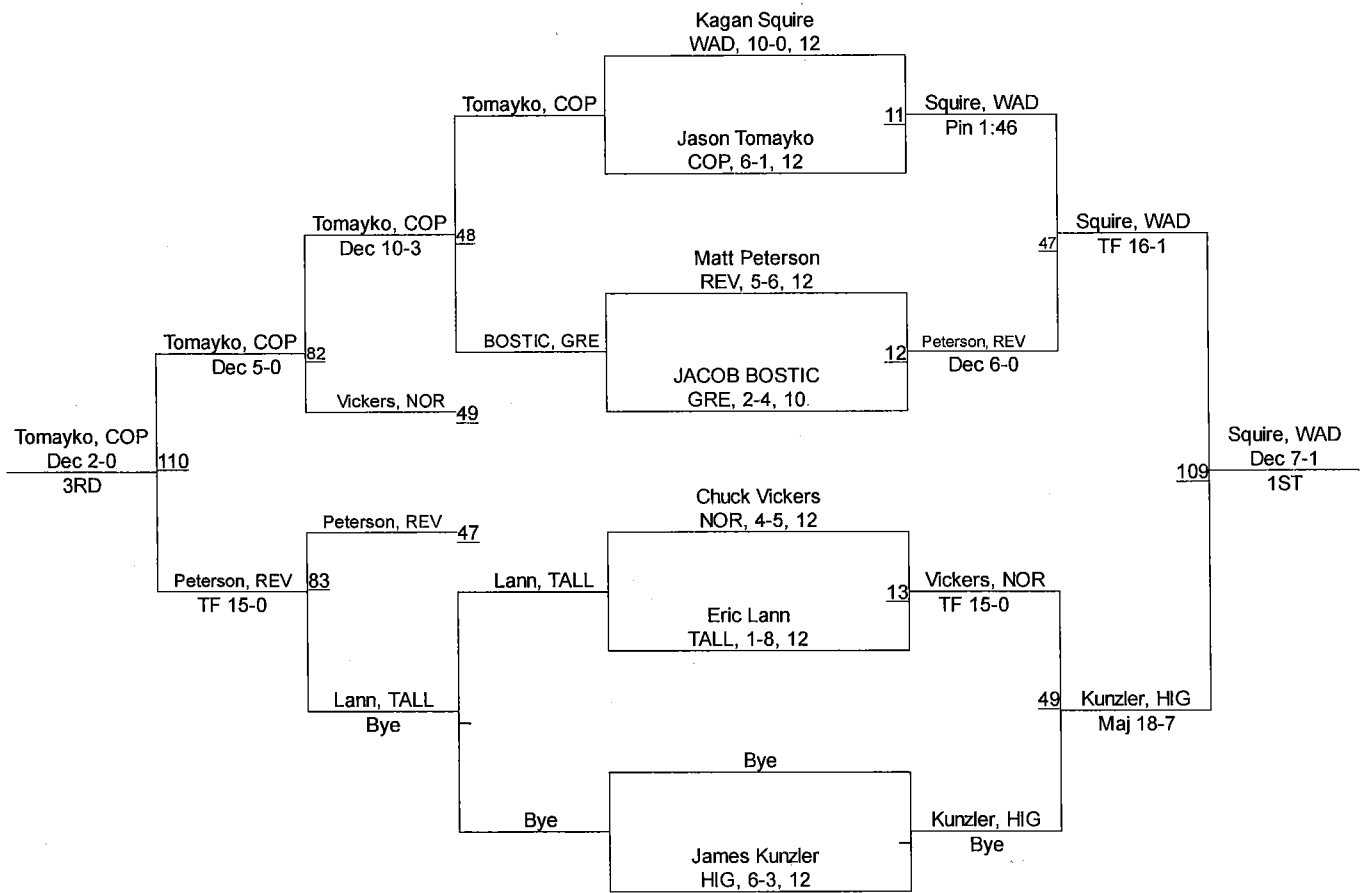 Kagan Squire
WAD, 10-0, 12
Tomayko, COP
11
Squire, WAD
Pin 1:46
Jason Tomayko
COP, 6-1, 12
Tomayko, COP
Dec 10-3
48
Squire, WAD
TF 16-1
47
Matt Peterson
REV, 5-6, 12
Tomayko, COP
Dec 5-0
82
BOSTIC, GRE
12
Peterson, REV
Dec 6-0
JACOB BOSTIC
GRE, 2-4, 10
Vickers, NOR
49
Tomayko, COP
Dec 2-0
3RD
110
Squire, WAD
Dec 7-1
1ST
109
Chuck Vickers
NOR, 4-5, 12
Peterson, REV
47
Peterson, REV
TF 15-0
83
Lann, TALL
13
Vickers, NOR
TF 15-0
Eric Lann
TALL, 1-8, 12
Lann, TALL
Bye
49
Kunzler, HIG
Maj 18-7
Bye
Bye
Kunzler, HIG
Bye
James Kunzler
HIG, 6-3, 12